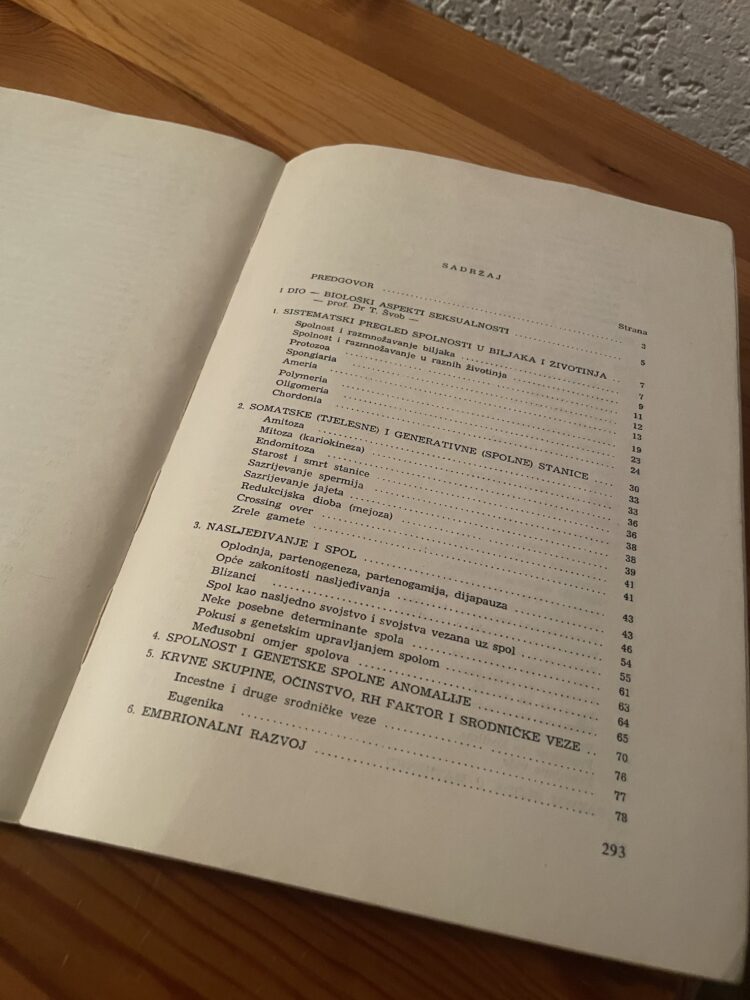 SADRŽAJ
Strana
PREDGOVOR ........ 3
I DIO — BIOLOŠKI ASPEKTI SEKSUALNOSTI ........ 5
— prof. Dr T. Švob —
1. SISTEMATSKI PREGLED SPOLNOSTI U BILJAKA I ŽIVOTINJA ........ 7
Spolnost i razmnožavanje biljaka ........ 7
Spolnost i razmnožavanje u raznih životinja ........ 9
Protozoa ........ 11
Spongiaria ........ 12
Ameria ........ 13
Polymeria ........ 19
Oligomeria ........ 23
Chordonia ........ 24
2. SOMATSKE (TJELESNE) I GENERATIVNE (SPOLNE) STANICE ........ 30
Amitoza ........ 33
Mitoza (kariokineza) ........ 33
Endomitoza ........ 36
Starost i smrt stanice ........ 36
Sazrijevanje spermija ........ 38
Sazrijevanje jajeta ........ 38
Redukcijska dioba (mejoza) ........ 39
Crossing over ........ 41
Zrele gamete ........ 41
3. NASLJEĐIVANJE I SPOL ........ 43
Oplodnja, partenogeneza, partenogamija, dijapauza ........ 43
Opće zakonitosti nasljeđivanja ........ 46
Blizanci ........ 54
Spol kao nasljedno svojstvo i svojstva vezana uz spol ........ 55
Neke posebne determinante spola ........ 61
Pokusi s genetskim upravljanjem spolom ........ 63
Međusobni omjer spolova ........ 64
4. SPOLNOST I GENETSKE SPOLNE ANOMALIJE ........ 65
5. KRVNE SKUPINE, OČINSTVO, RH FAKTOR I SRODNIČKE VEZE .. 70
Incestne i druge srodničke veze ........ 76
Eugenika ........ 77
6. EMBRIONALNI RAZVOJ ........ 78
293